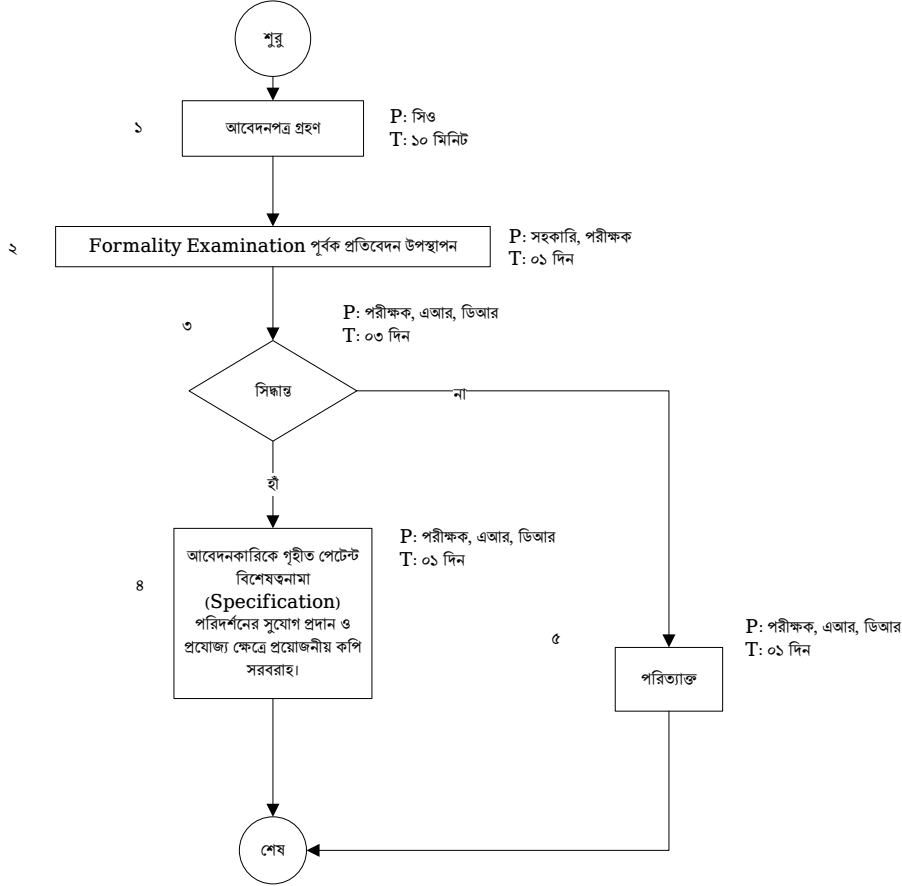 শুরু
১
আবেদনপত্র গ্রহণ
P: সিও
T: ১০ মিনিট
২
Formality Examination পূর্বক প্রতিবেদন উপস্থাপন
P: সহকারি, পরীক্ষক
T: ০১ দিন
৩
P: পরীক্ষক, এআর, ডিআর
T: ০৩ দিন
সিদ্ধান্ত
না
হাঁ
৪
আবেদনকারিকে গৃহীত পেটেন্ট
বিশেষত্বনামা
(Specification)
পরিদর্শনের সুযোগ প্রদান ও
প্রযোজ্য ক্ষেত্রে প্রয়োজনীয় কপি
সরবরাহ।
P: পরীক্ষক, এআর, ডিআর
T: ০১ দিন
৫
পরিত্যাক্ত
P: পরীক্ষক, এআর, ডিআর
T: ০১ দিন
শেষ